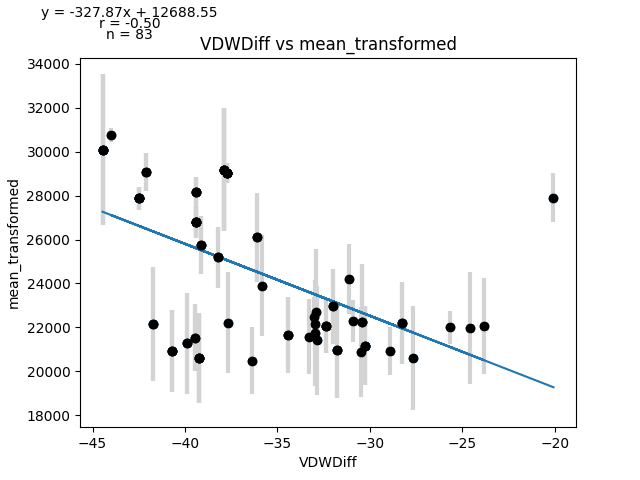 y = -327.87x + 12688.55
r = -0.50
n = 83
VDWDiff vs mean_transformed
34000
32000
30000
28000
26000
24000
22000
20000
18000
mean_transformed
−45 −40 −35 −30 −25 −20
VDWDiff